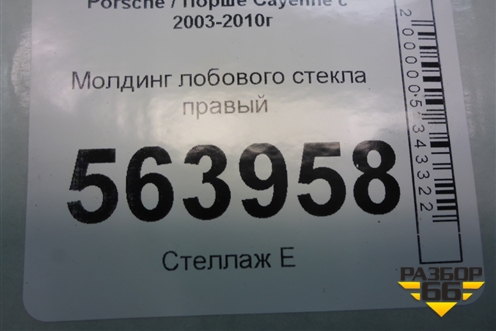 Porsche / Порше Cayenne с
2003-2010г
Молдинг лобового стекла
правый
563958
Стеллаж Е
2000005343322
РАЗБОР
66